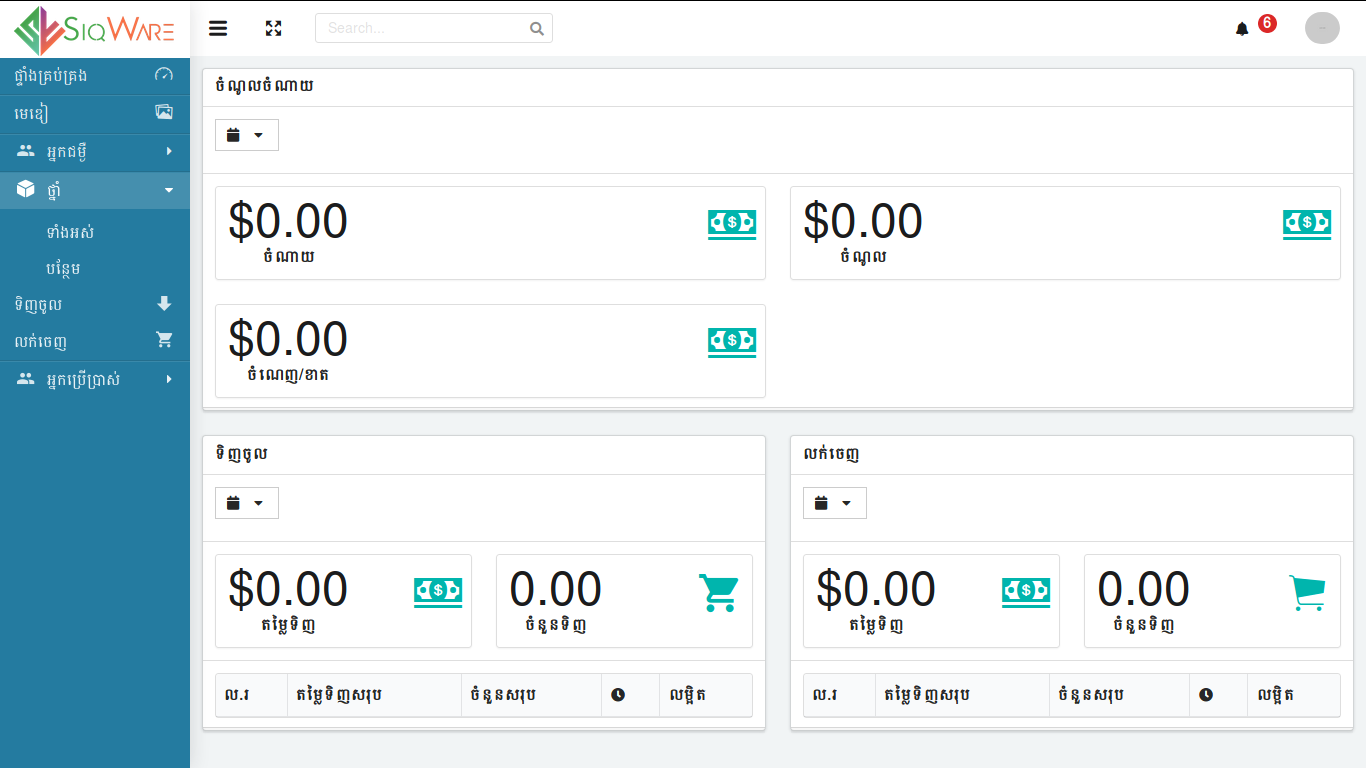 SIQWARE
Search...
6
ផ្ទាំងគ្រប់គ្រង
មេឌៀ
អ្នកជម្ងឺ
ថ្នាំ
ទាំងអស់
បន្ថែម
ទិញចូល
លក់ចេញ
អ្នកប្រើប្រាស់
ចំណូលចំណាយ
$0.00
ចំណាយ
$0.00
ចំណូល
$0.00
ចំណេញ/ខាត
ទិញចូល
$0.00
តម្លៃទិញ
0.00
ចំនួនទិញ
ល.រ តម្លៃទិញសរុប ចំនួនសរុប លម្អិត
លក់ចេញ
$0.00
តម្លៃទិញ
0.00
ចំនួនទិញ
ល.រ តម្លៃទិញសរុប ចំនួនសរុប លម្អិត